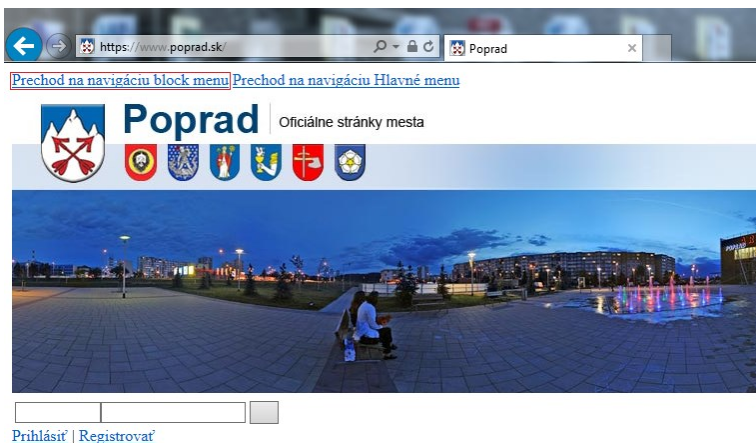 https://www.poprad.sk/
Poprad
Prechod na navigáciu block menu Prechod na navigáciu Hlavné menu
Poprad Oficiálne stránky mesta
POPRAD
Prihlásiť | Registrovať